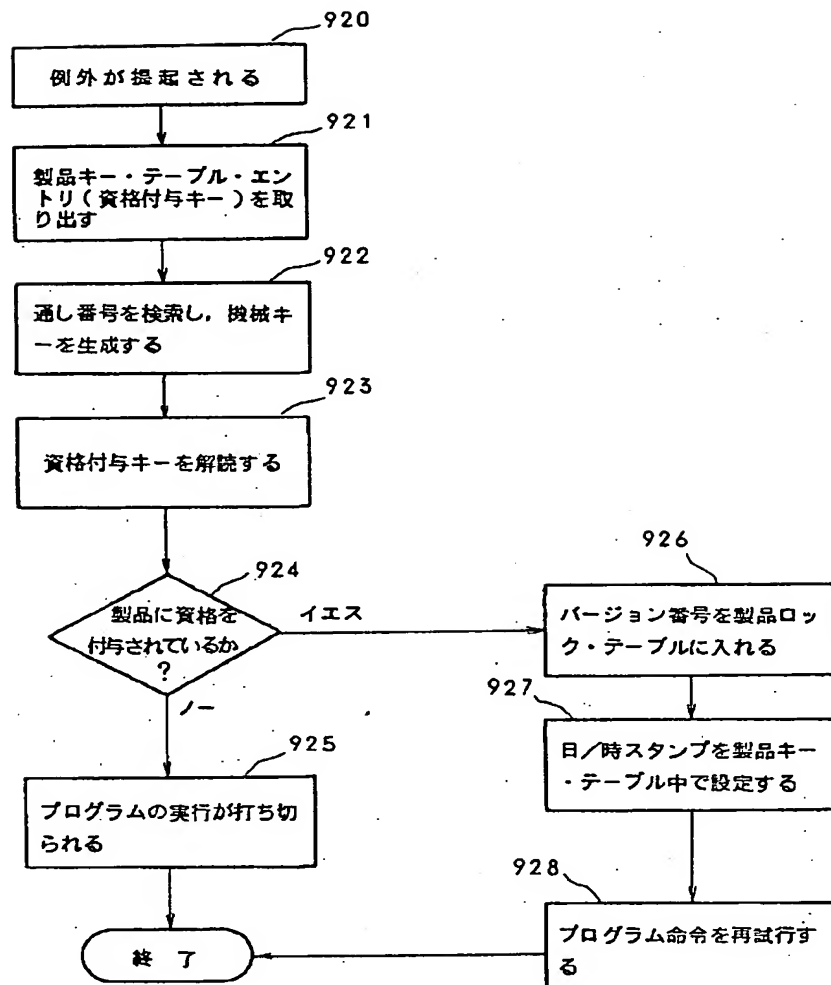 920
例外が提起される
921
製品キー・テーブル・エン
トリ(資格付与キー)を取
り出す
922
通し番号を検索し,機械キ
ーを生成する
923
資格付与キーを解読する
924
製品に資格を
付与されているか
?
イエス
ノー
925
プログラムの実行が打ち切
られる
終 了
926
バージョン番号を製品ロッ
ク・テーブルに入れる
927
日/時スタンプを製品キー
・テーブル中で設定する
928
プログラム命令を再試行す
る